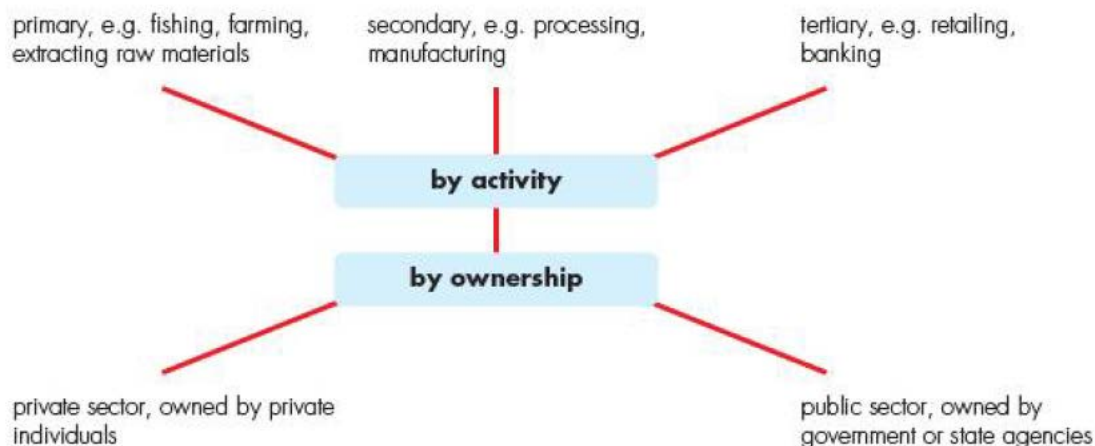 primary, e.g. fishing, farming,
extracting raw materials
secondary, e.g. processing,
manufacturing
tertiary, e.g. retailing,
banking
by activity
by ownership
private sector, owned by private
individuals
public sector, owned by
government or state agencies